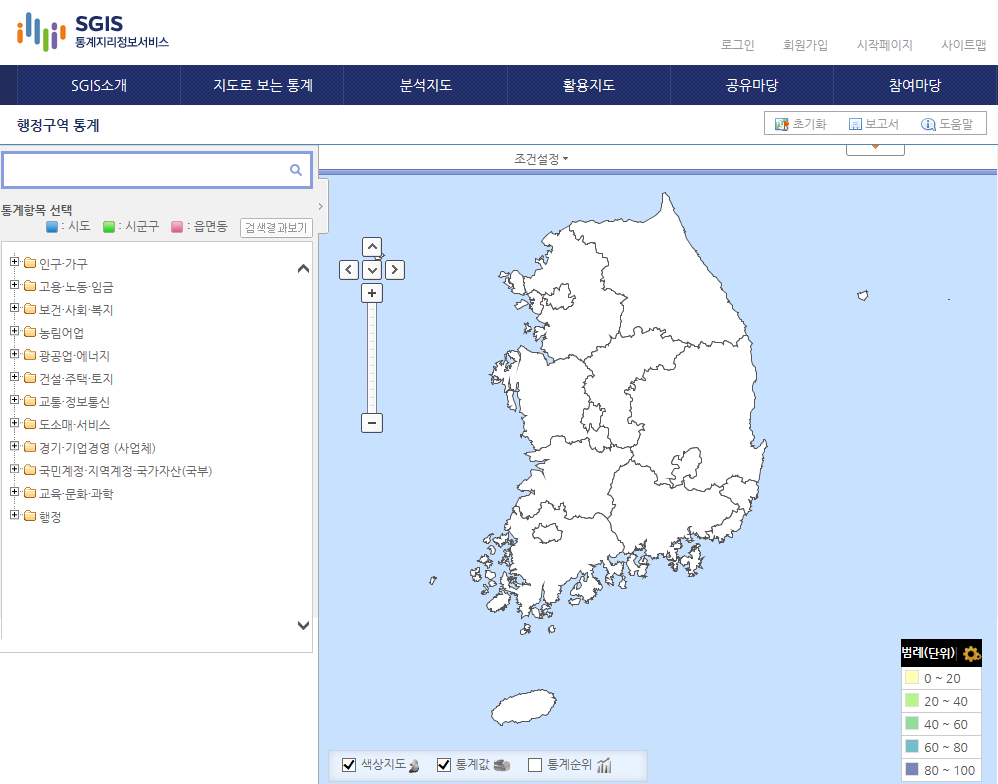 SGIS
통계지리정보서비스
로그인 회원가입 시작페이지 사이트맵
SGIS소개 지도로 보는 통계 분석지도 활용지도 공유마당 참여마당
행정구역 통계
초기화 보고서 도움말
조건설정
통계항목 선택
: 시도 : 시군구 : 읍면동 검색결과보기
인구·가구
고용·노동·임금
보건·사회·복지
농림어업
광공업·에너지
건설·주택·토지
교통·정보통신
도소매·서비스
경기·기업경영 (사업체)
국민계정·지역계정·국가자산(국부)
교육·문화·과학
행정
범례(단위)
0 ~ 20
20 ~ 40
40 ~ 60
60 ~ 80
80 ~ 100
색상지도 통계값 통계순위